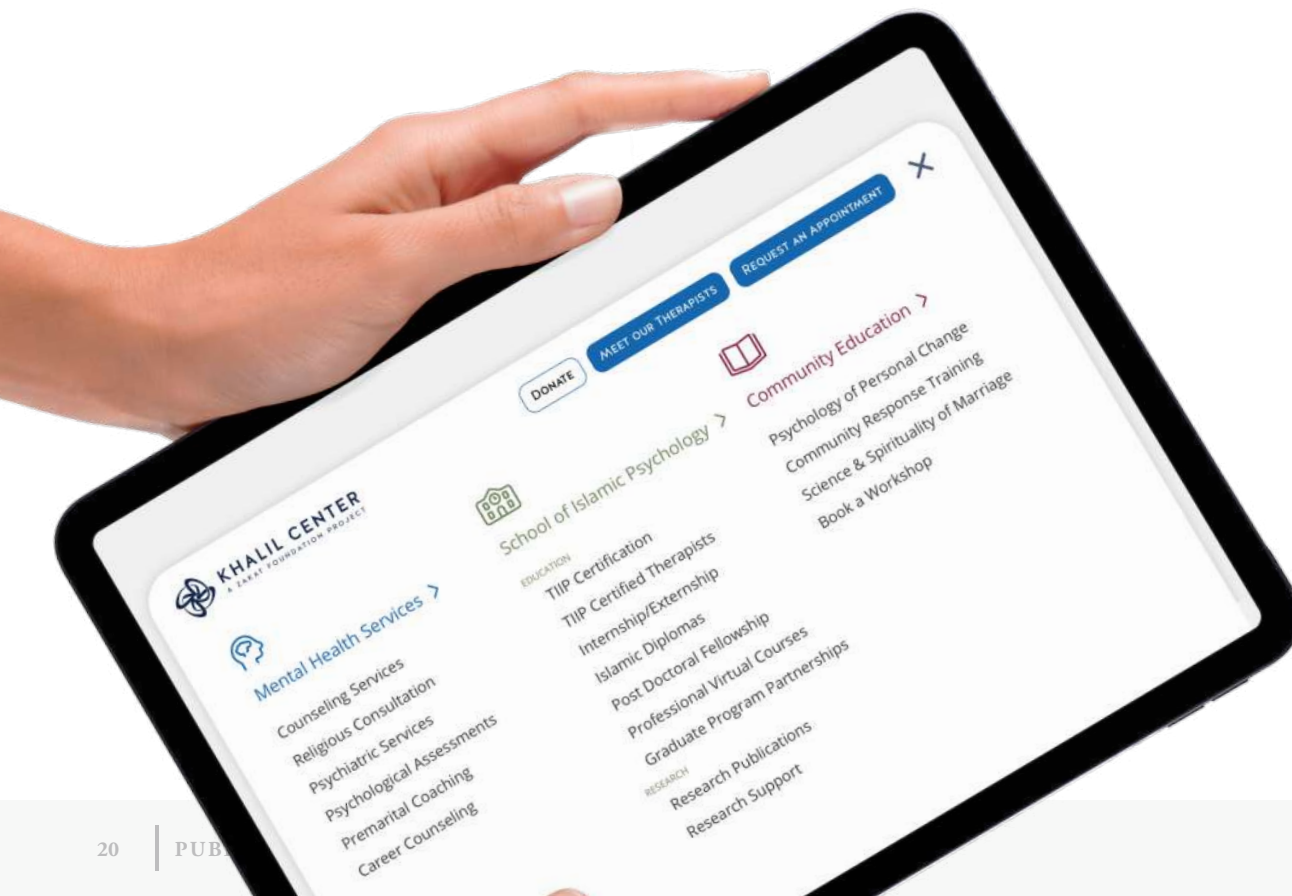 DONATE
MEET OUR THERAPISTS
REQUEST AN APPOINTMENT
KHALIL CENTER
A ZAKAT FOUNDATION PROJECT
Mental Health Services
Counseling Services
Religious Consultation
Psychiatric Services
Psychological Assessments
Premarital Coaching
Career Counseling
School of Islamic Psychology
EDUCATION
TIIP Certification
TIIP Certified Therapists
Internship/Externship
Islamic Diplomas
Post Doctoral Fellowship
Professional Virtual Courses
Graduate Program Partnerships
RESEARCH
Research Publications
Research Support
Community Education
Psychology of Personal Change
Community Response Training
Science & Spirituality of Marriage
Book a Workshop
20